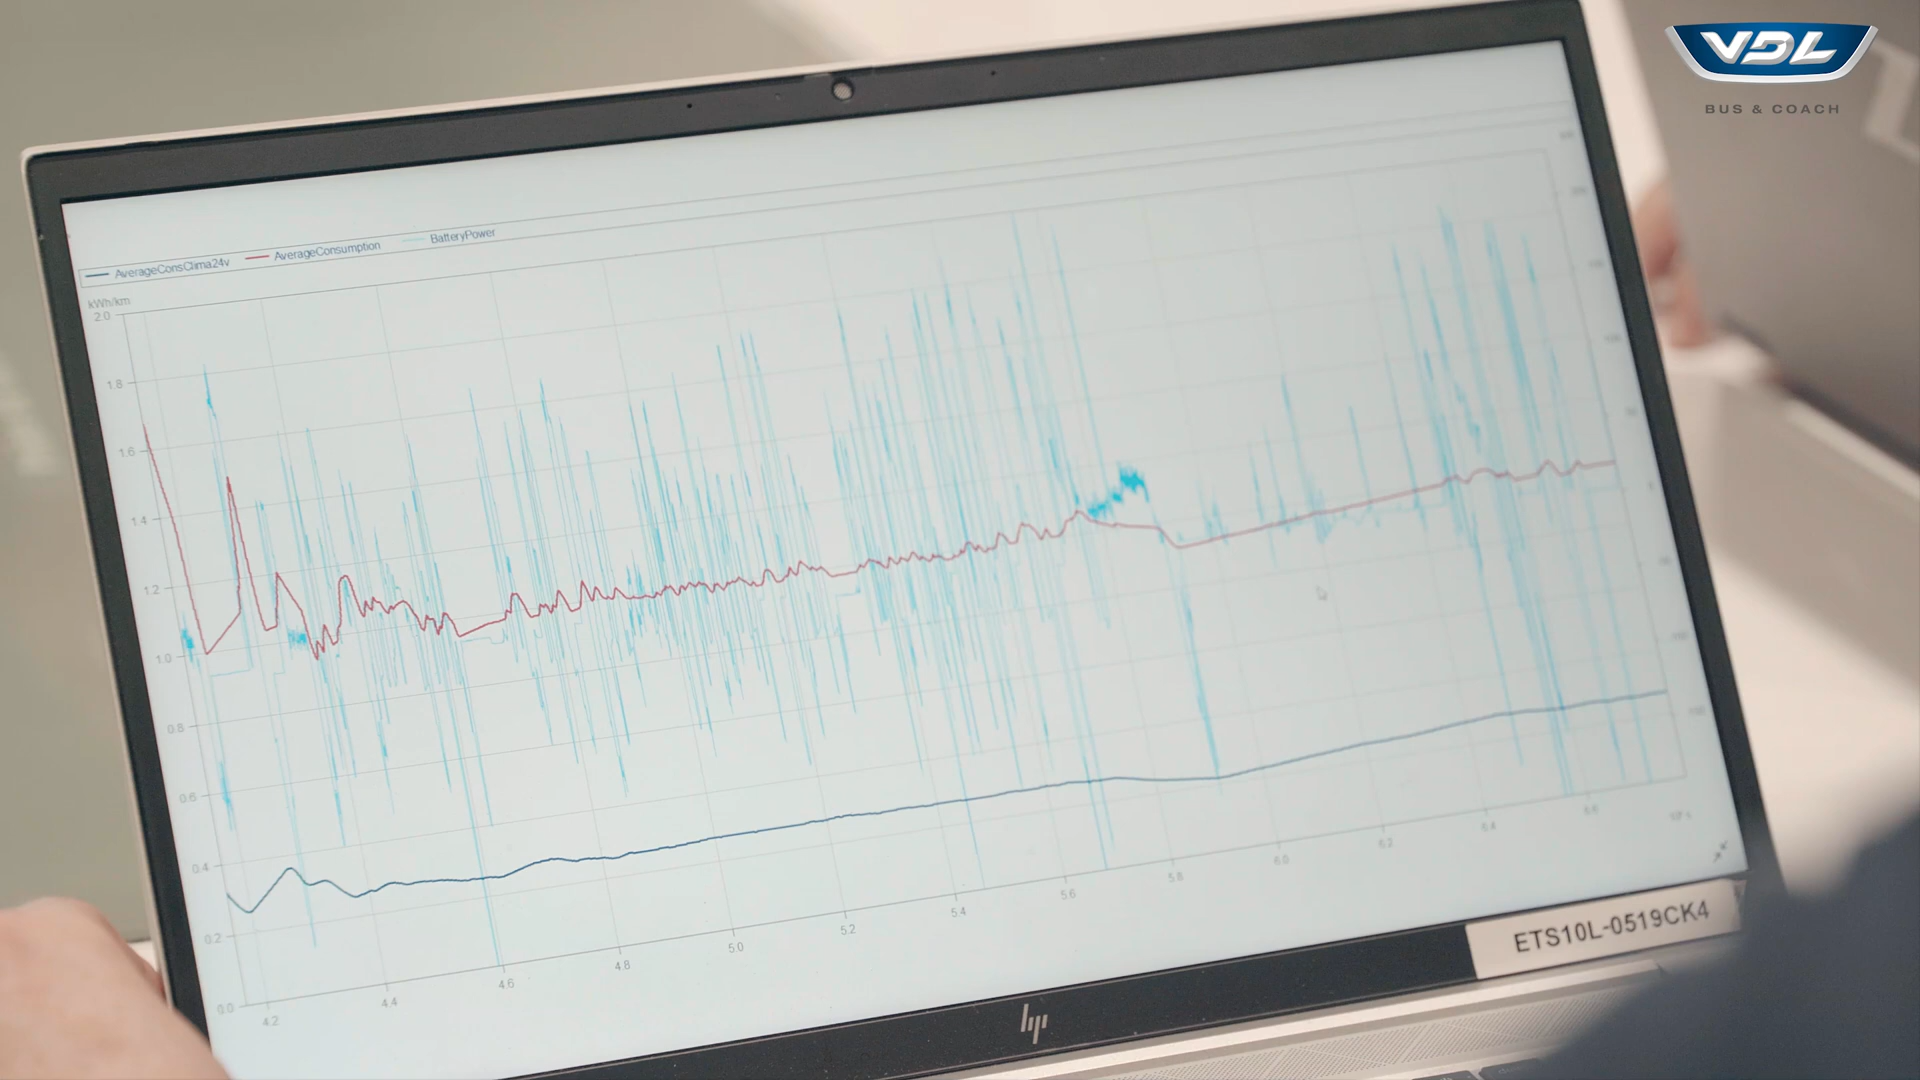 VDL
BUS & COACH
AverageConsClima24v AverageConsumption BatteryPower
kWh/km
2.0
1.8
1.6
1.4
1.2
1.0
0.8
0.6
0.4
0.2
0.0
4.2 4.4 4.6 4.8 5.0 5.2 5.4 5.6 5.8 6.0 6.2 6.4 6.6
ETS10L-0519CK4
hp